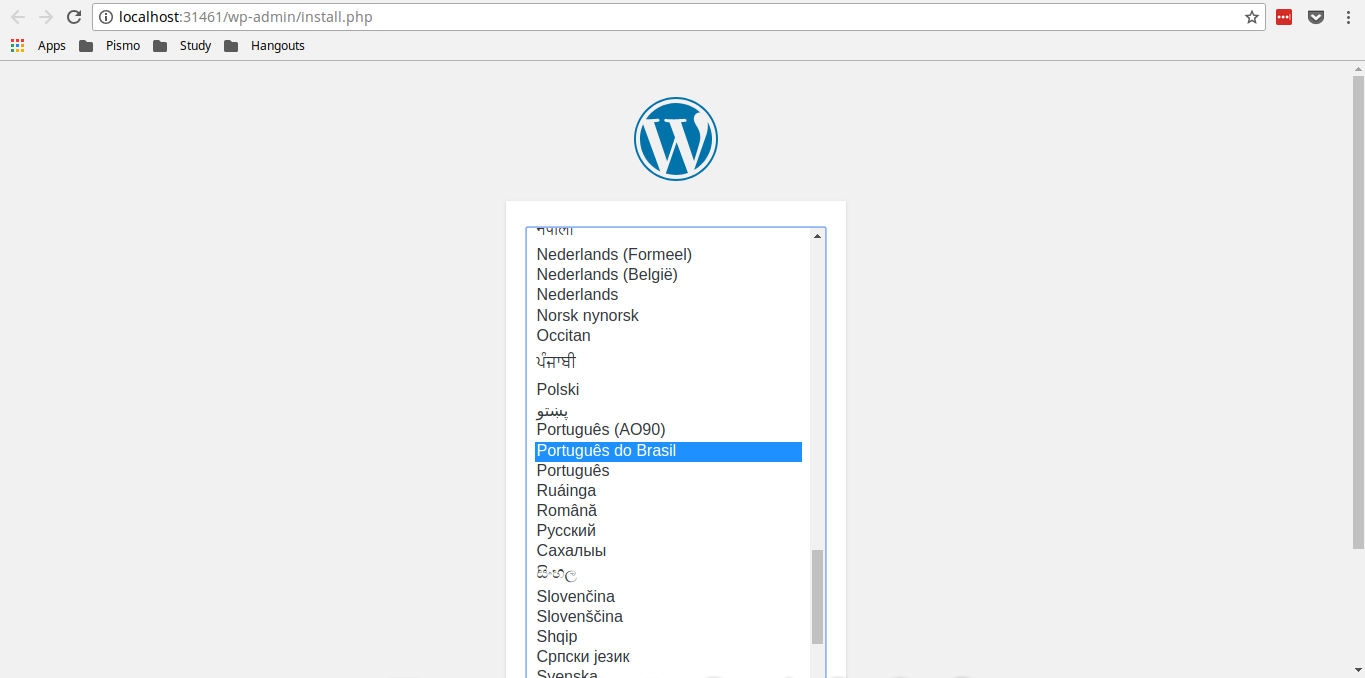 localhost:31461/wp-admin/install.php
Apps Pismo Study Hangouts
Nederlands (Formeel)
Nederlands (België)
Nederlands
Norsk nynorsk
Occitan
ਪੰਜਾਬੀ
Polski
پښتو
Português (AO90)
Português do Brasil
Português
Ruáinga
Română
Русский
Сахалыы
සිංහල
Slovenčina
Slovenščina
Shqip
Српски језик
Svenska